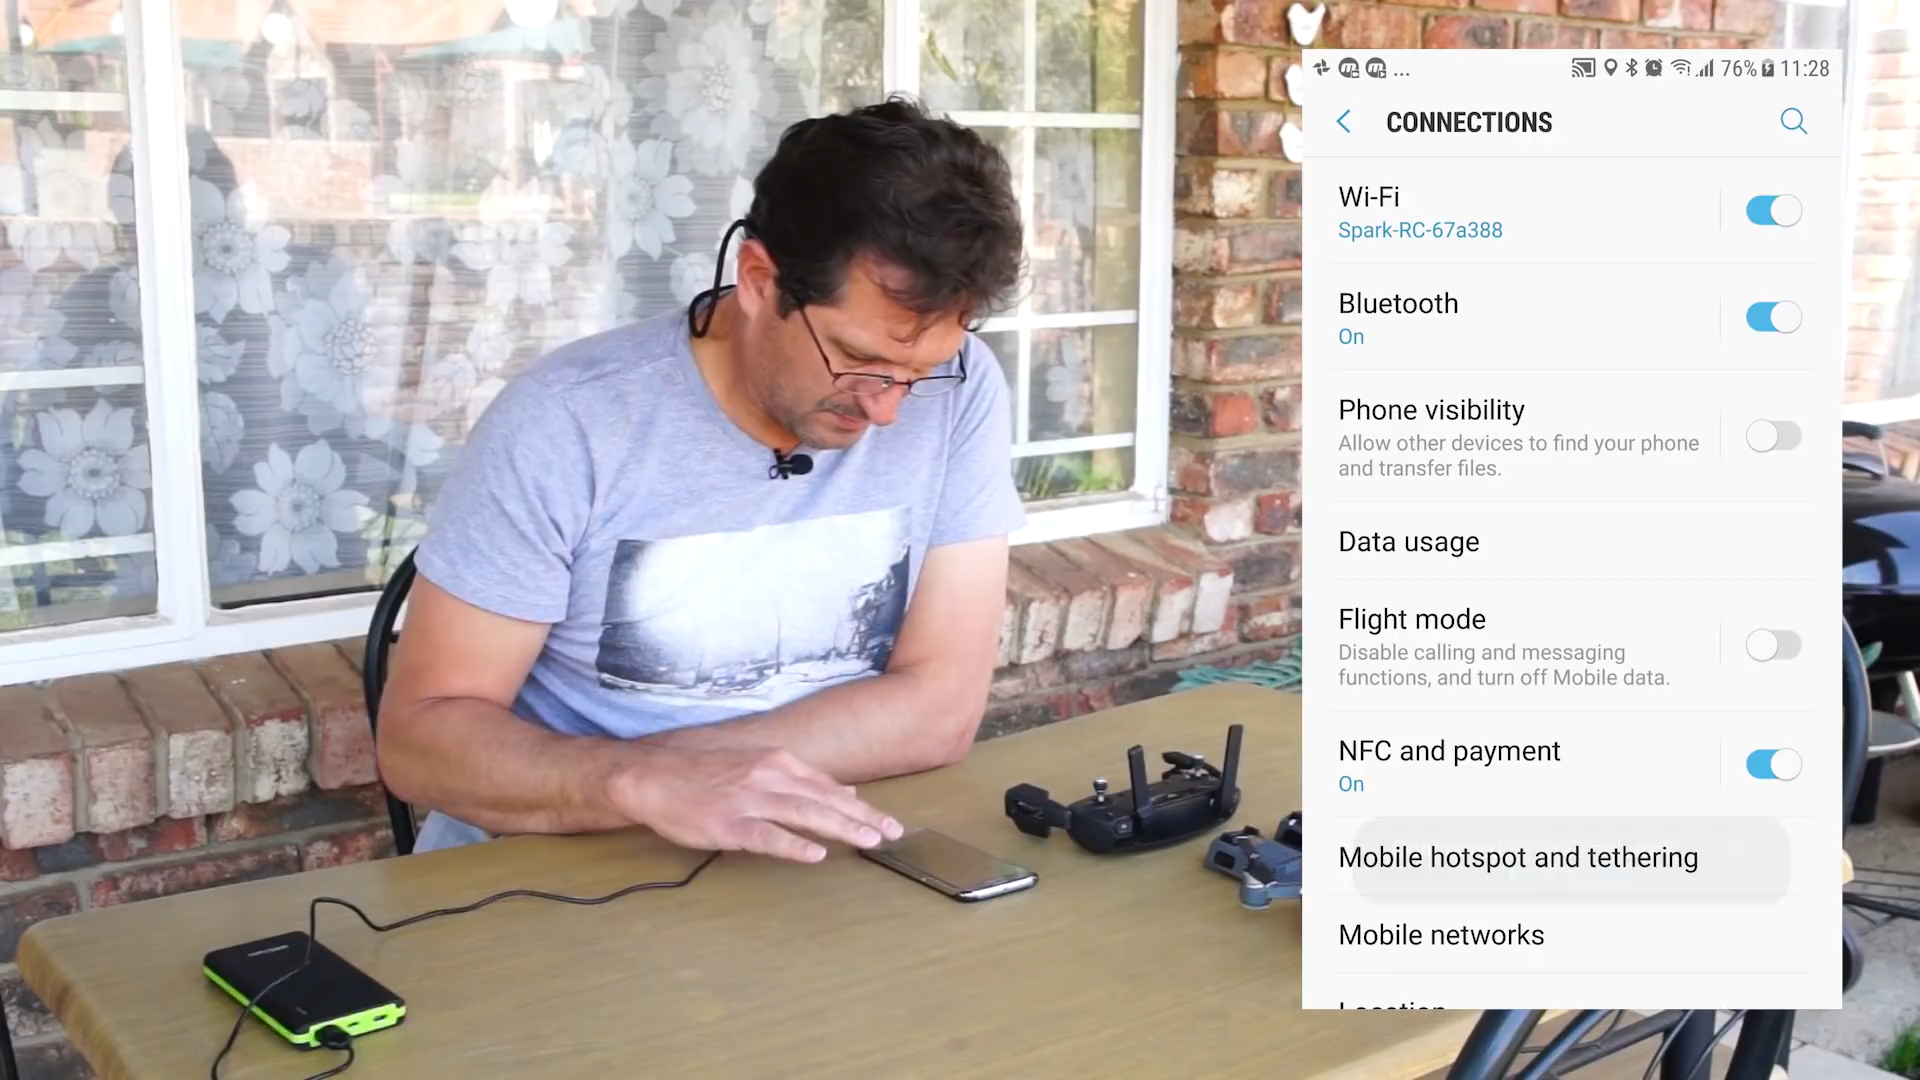 ... 76% 11:28
CONNECTIONS
Wi-Fi
Spark-RC-67a388
Bluetooth
On
Phone visibility
Allow other devices to find your phone
and transfer files.
Data usage
Flight mode
Disable calling and messaging
functions, and turn off Mobile data.
NFC and payment
On
Mobile hotspot and tethering
Mobile networks
Location